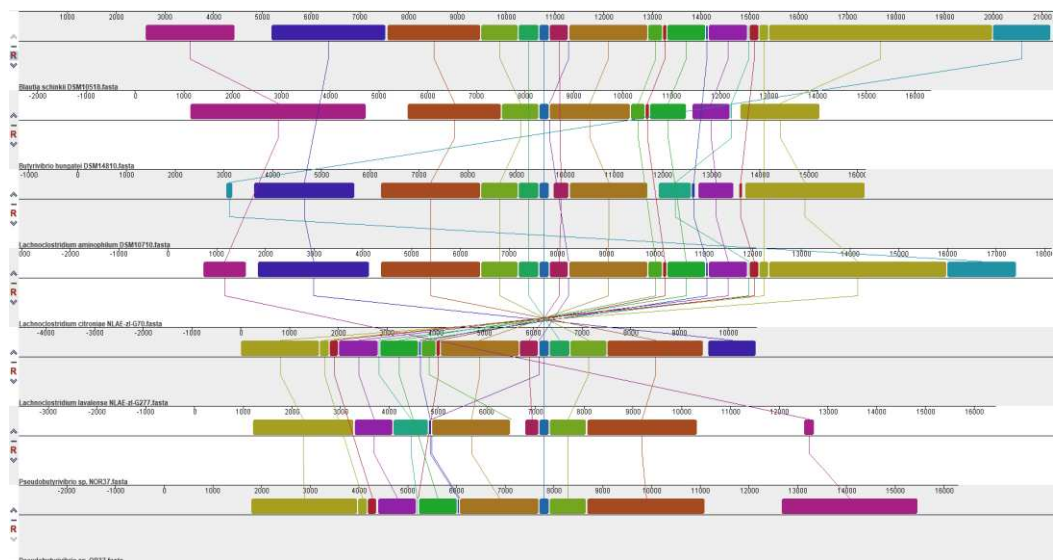 1000 2000 3000 4000 5000 6000 7000 8000 9000 10000 11000 12000 13000 14000 15000 16000 17000 18000 19000 20000 21000
R
Blautia schinkii DSM10518.fasta
-2000 -1000 0 1000 2000 3000 4000 5000 6000 7000 8000 9000 10000 11000 12000 13000 14000 15000 16000
R
Butyrivibrio hungatei DSM14810.fasta
-1000 0 1000 2000 3000 4000 5000 6000 7000 8000 9000 10000 11000 12000 13000 14000 15000 16000
R
Lachnoclostridium aminophilum DSM10710.fasta
000 -2000 -1000 0 1000 2000 3000 4000 5000 6000 7000 8000 9000 10000 11000 12000 13000 14000 15000 16000 17000 1800
R
Lachnoclostridium citroniae NLAE-zl-G70.fasta
-4000 -3000 -2000 -1000 0 1000 2000 3000 4000 5000 6000 7000 8000 9000 10000
R
Lachnoclostridium lavalense NLAE-zl-G277.fasta
-3000 -2000 -1000 0 1000 2000 3000 4000 5000 6000 7000 8000 9000 10000 11000 12000 13000 14000 15000 16000
R
Pseudobutyrivibrio sp. NOR37.fasta
-2000 -1000 0 1000 2000 3000 4000 5000 6000 7000 8000 9000 10000 11000 12000 13000 14000 15000 16000
R